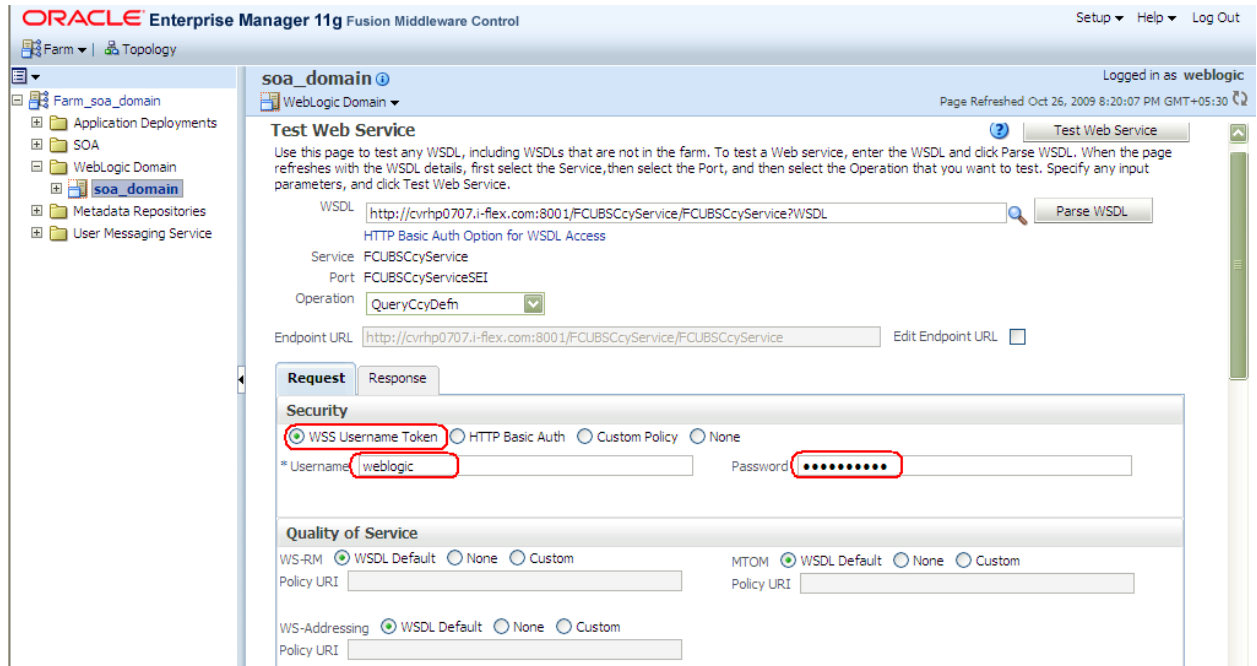 ORACLE Enterprise Manager 11g Fusion Middleware Control
Setup Help Log Out
Farm | Topology
Farm_soa_domain
Application Deployments
SOA
WebLogic Domain
soa_domain
Metadata Repositories
User Messaging Service
soa_domain
Logged in as weblogic
WebLogic Domain
Page Refreshed Oct 26, 2009 8:20:07 PM GMT+05:30
Test Web Service
Test Web Service
Use this page to test any WSDL, including WSDLs that are not in the farm. To test a Web service, enter the WSDL and click Parse WSDL. When the page
refreshes with the WSDL details, first select the Service,then select the Port, and then select the Operation that you want to test. Specify any input
parameters, and click Test Web Service.
WSDL http://cvrhp0707.i-flex.com:8001/FCUBSCcyService/FCUBSCcyService?WSDL Parse WSDL
HTTP Basic Auth Option for WSDL Access
Service FCUBSCcyService
Port FCUBSCcyServiceSEI
Operation QueryCcyDefn
Endpoint URL http://cvrhp0707.i-flex.com:8001/FCUBSCcyService/FCUBSCcyService Edit Endpoint URL
Request Response
Security
WSS Username Token HTTP Basic Auth Custom Policy None
* Username weblogic Password ••••••••••
Quality of Service
WS-RM WSDL Default None Custom
MTOM WSDL Default None Custom
Policy URI
Policy URI
WS-Addressing WSDL Default None Custom
Policy URI